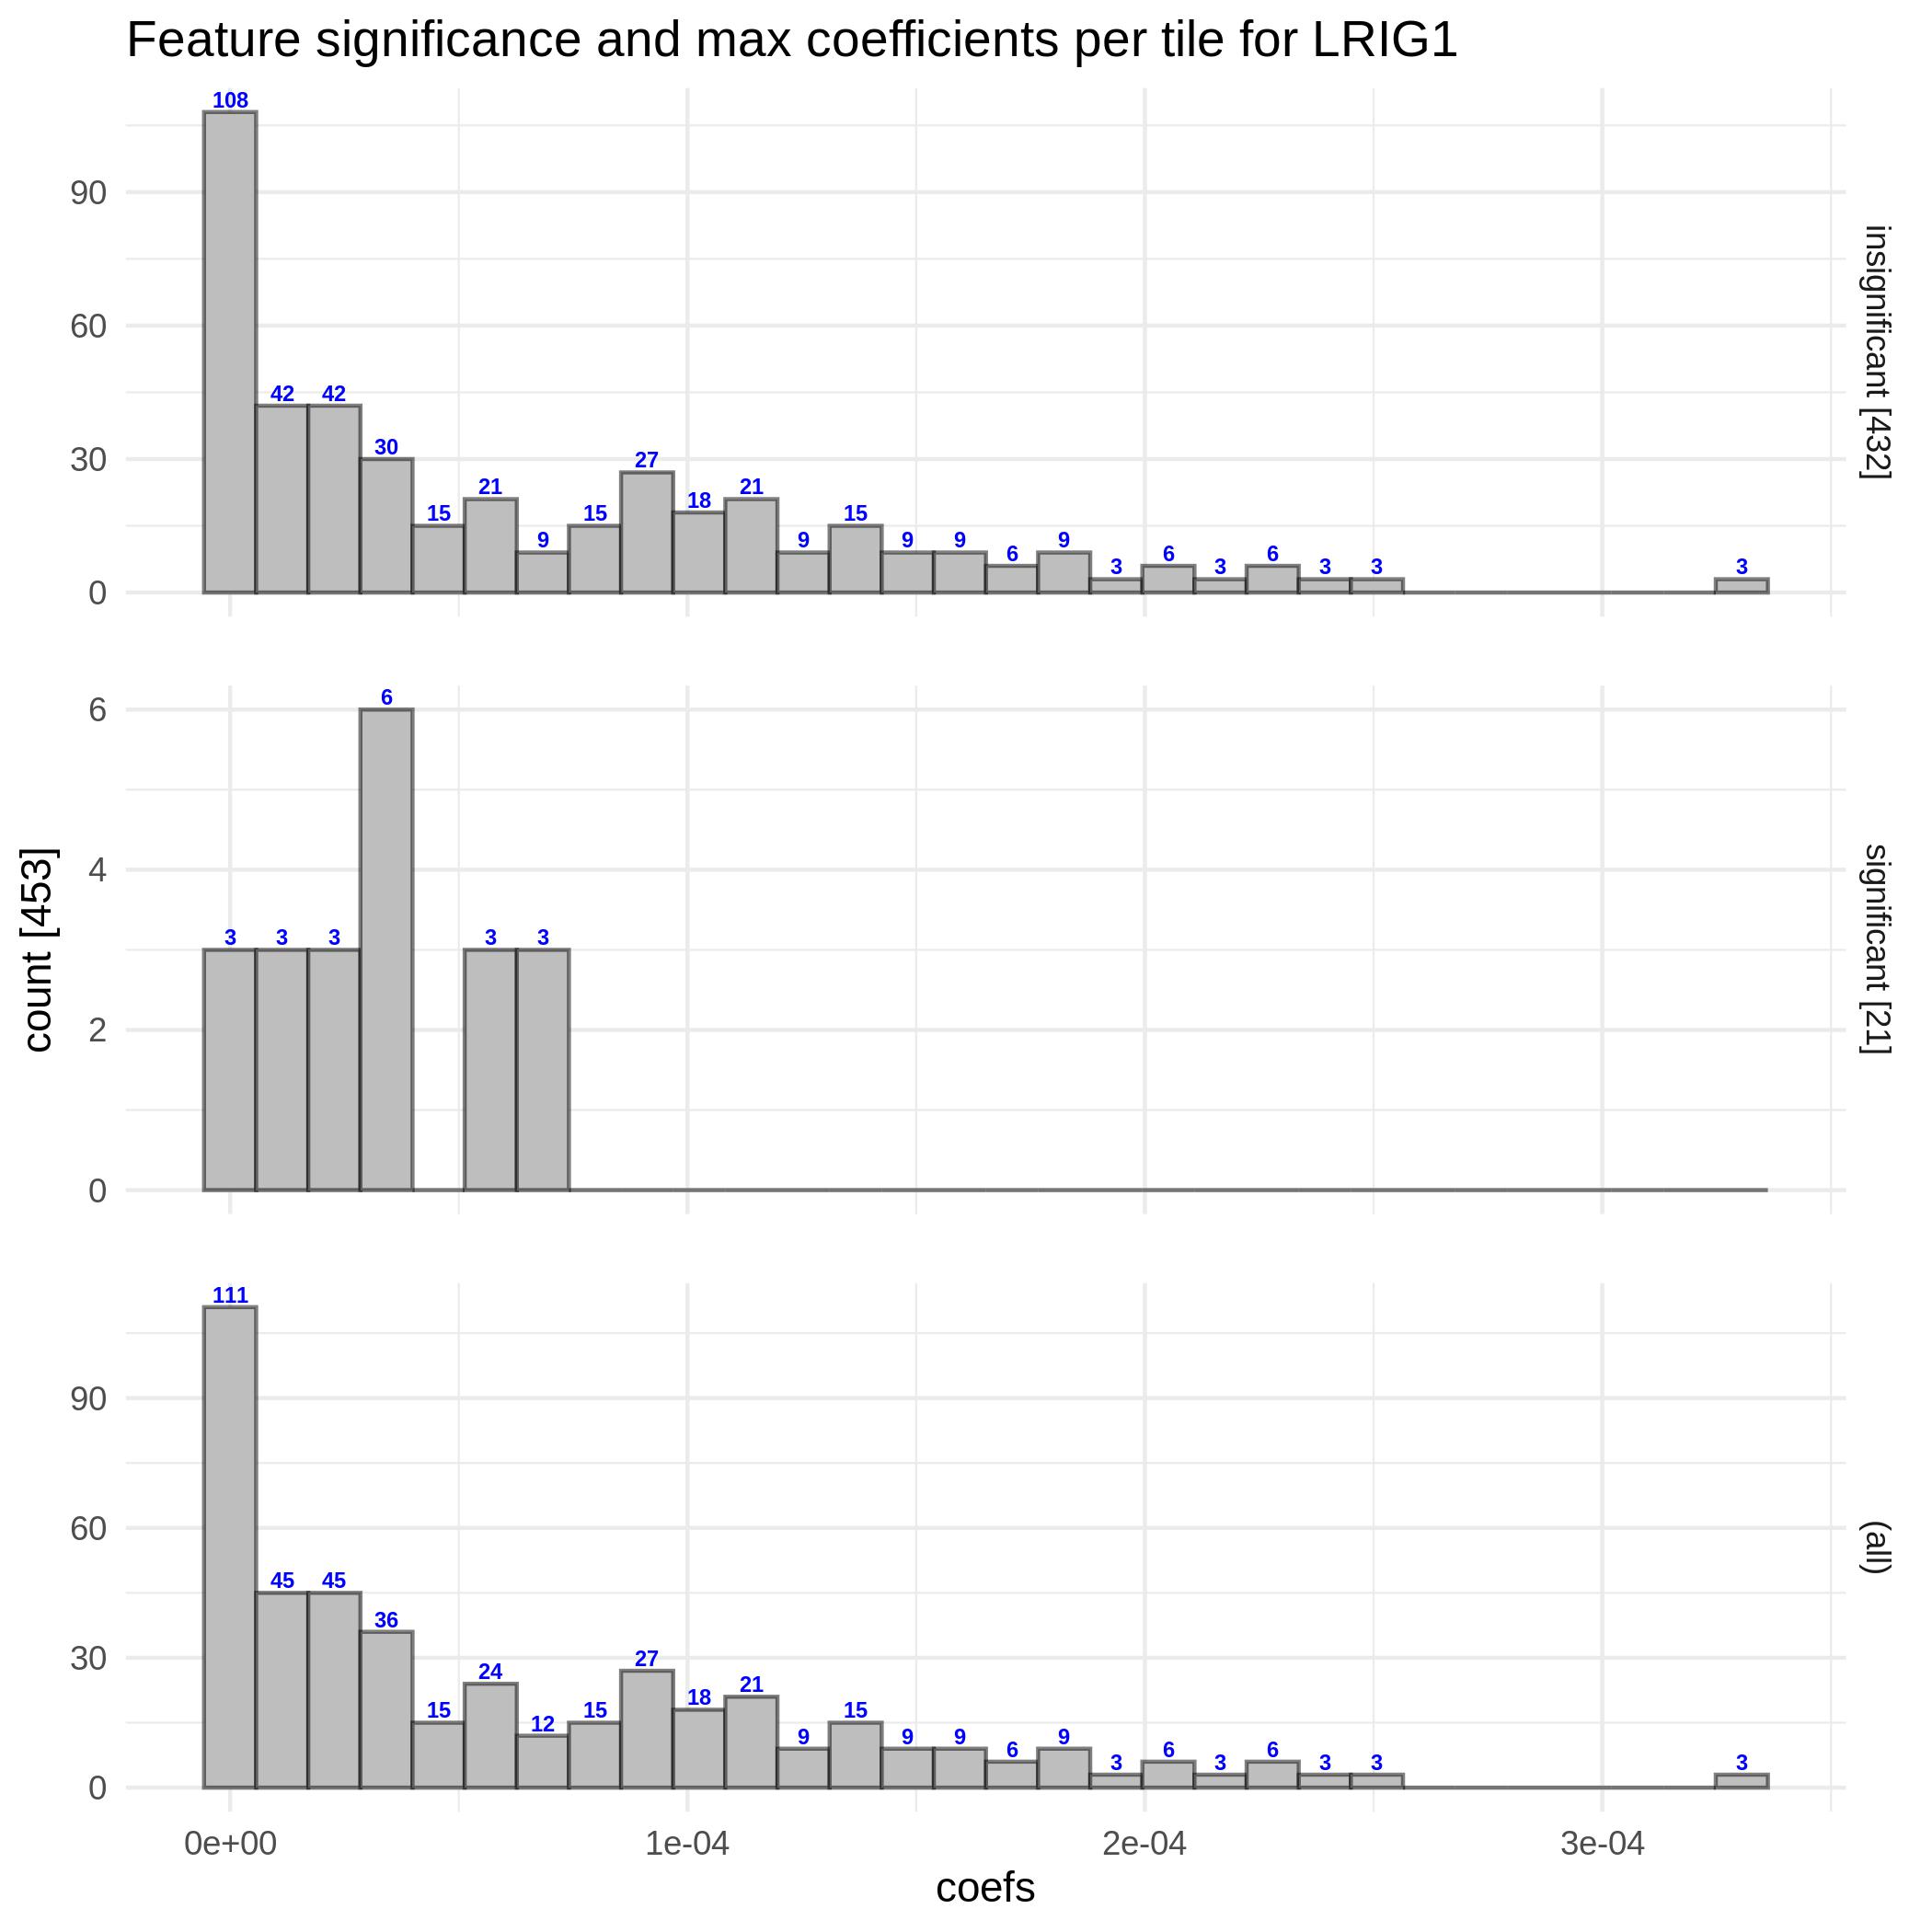 Feature significance and max coefficients per tile for LRIG1
108
42 42
30
15 21 9 15 27 18 21 9 15 9 9 6 9 3 6 3 6 3 3 3
90
60
30
0
insignificant [432]
6
3 3 3 3 3
6
4
2
0
significant [21]
count [453]
111
45 45
36
15 24 12 15 27 18 21 9 15 9 9 6 9 3 6 3 6 3 3 3
90
60
30
0
(all)
0e+00 1e-04 2e-04 3e-04
coefs